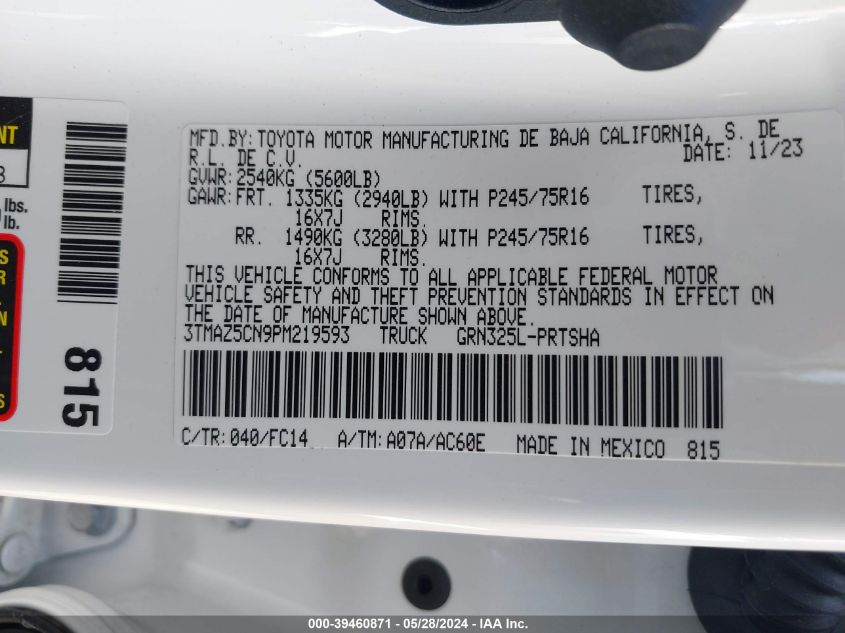 NT
8
lbs.
lb.
S
R
L
N
S
815
MFD.BY:TOYOTA MOTOR MANUFACTURING DE BAJA CALIFORNIA, S. DE
R.L. DE C.V. DATE: 11/23
GVWR:2540KG (5600LB)
GAWR:FRT. 1335KG (2940LB) WITH P245/75R16 TIRES,
16X7J RIMS.
RR. 1490KG (3280LB) WITH P245/75R16 TIRES,
16X7J RIMS.
THIS VEHICLE CONFORMS TO ALL APPLICABLE FEDERAL MOTOR
VEHICLE SAFETY AND THEFT PREVENTION STANDARDS IN EFFECT ON
THE DATE OF MANUFACTURE SHOWN ABOVE.
3TMAZ5CN9PM219593 TRUCK GRN325L-PRTSHA
C/TR:040/FC14 A/TM:A07A/AC60E MADE IN MEXICO 815
000-39460871 / 05/28/2024 - IAA Inc.